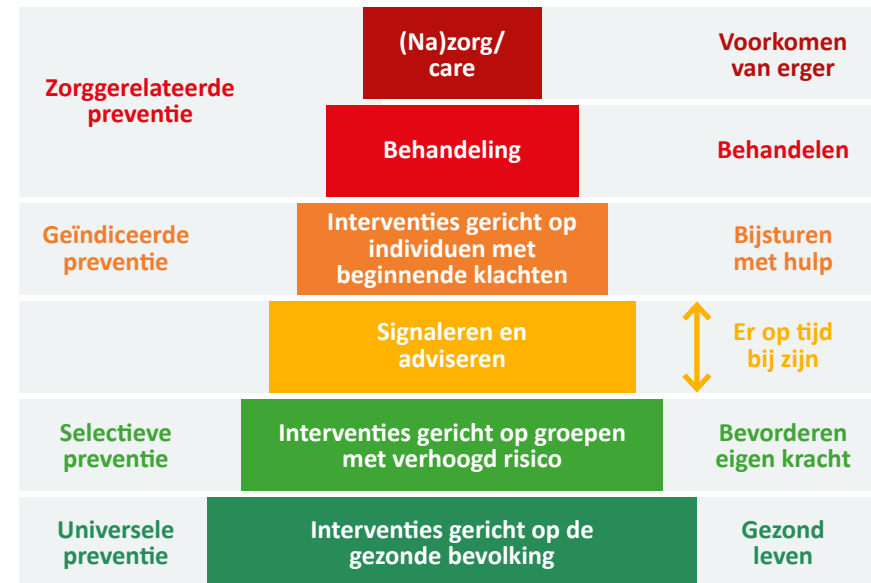 Zorggerelateerde
preventie
(Na)zorg/
care
Voorkomen
van erger
Behandeling
Behandelen
Geïndiceerde
preventie
Interventies gericht op
individuen met
beginnende klachten
Bijsturen
met hulp
Signaleren en
adviseren
Er op tijd
bij zijn
Selectieve
preventie
Interventies gericht op groepen
met verhoogd risico
Bevorderen
eigen kracht
Universele
preventie
Interventies gericht op de
gezonde bevolking
Gezond
leven